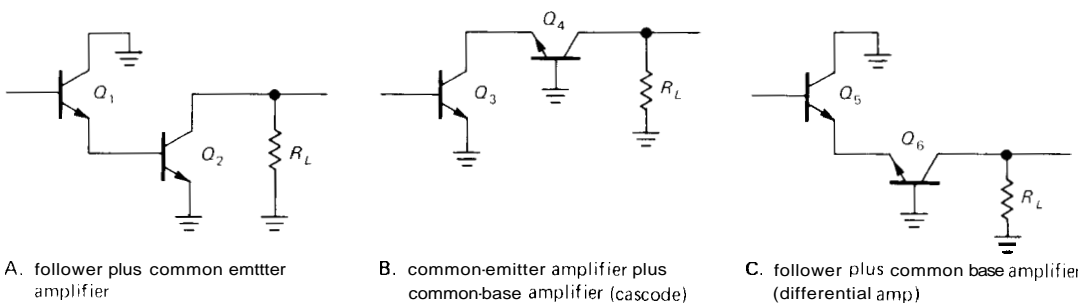 Q1
Q2
RL
Q3
Q4
RL
Q5
Q6
RL
A. follower plus common emttter
amplifier
B. common-emitter amplifier plus
common-base amplifier (cascode)
C. follower plus common base amplifier
(differential amp)